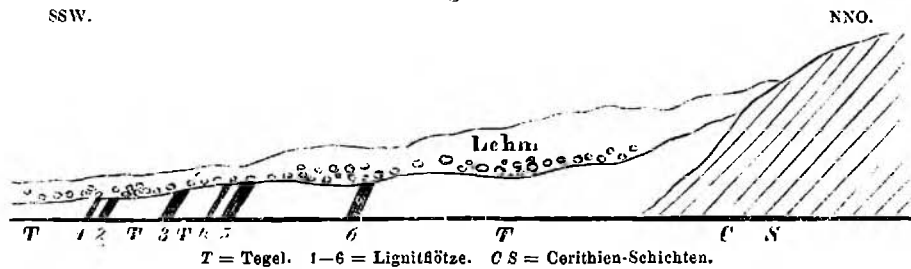 SSW. NNO.
Lehm
T 1 2 T 3 T 4 5 6 T C S
T = Tegel. 1—6 = Lignitflötze. C S = Cerithien-Schichten.